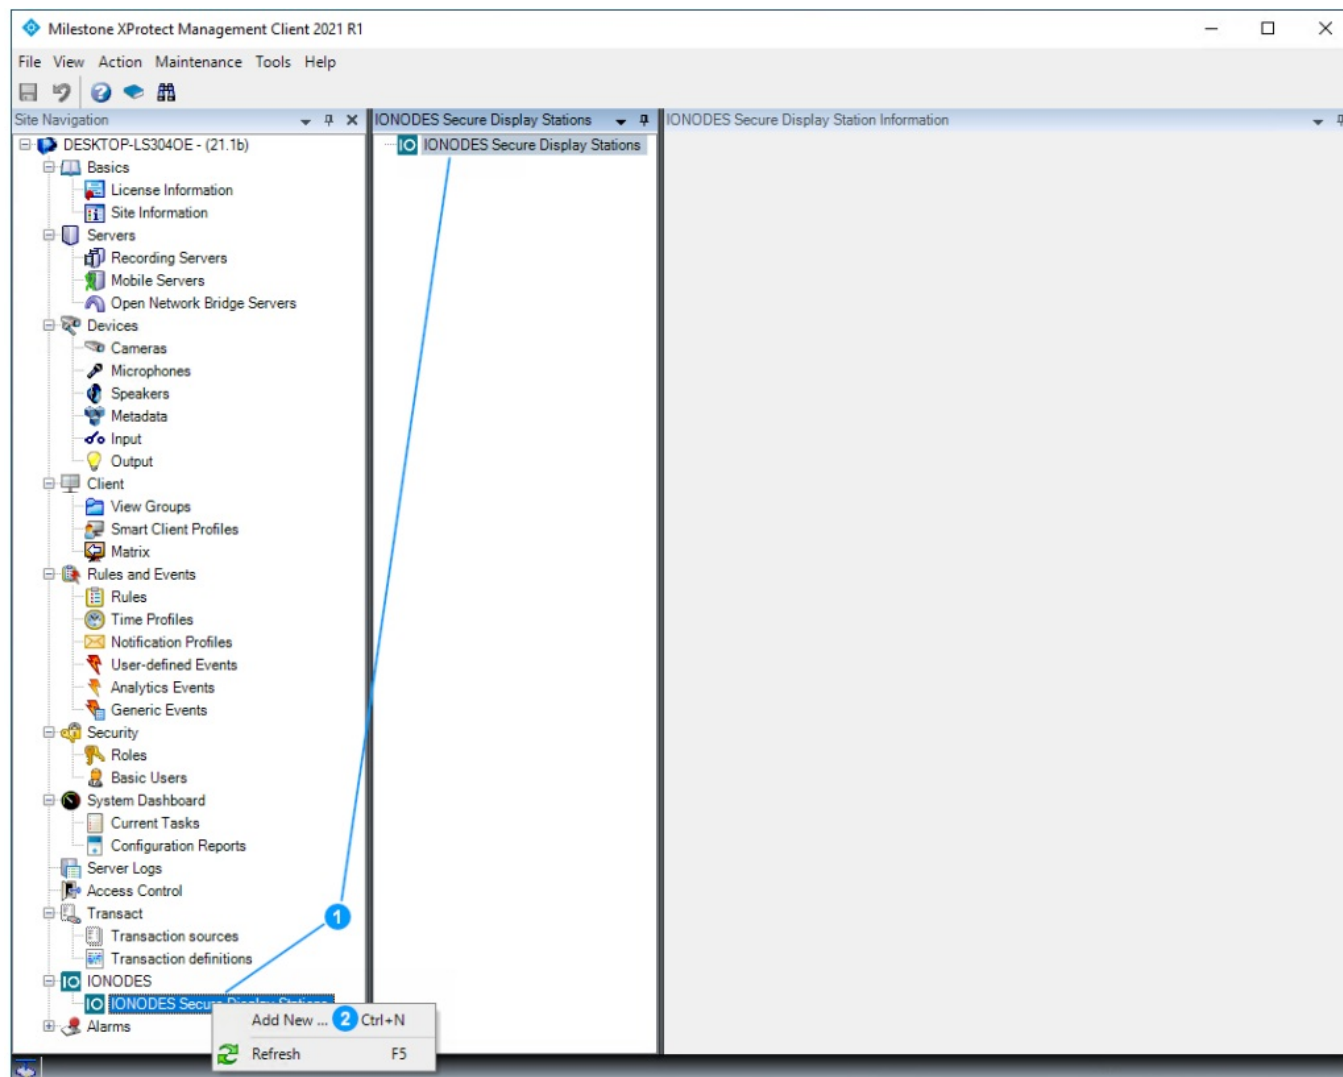 Milestone XProtect Management Client 2021 R1
File View Action Maintenance Tools Help
Site Navigation
DESKTOP-LS304OE - (21.1b)
Basics
License Information
Site Information
Servers
Recording Servers
Mobile Servers
Open Network Bridge Servers
Devices
Cameras
Microphones
Speakers
Metadata
Input
Output
Client
View Groups
Smart Client Profiles
Matrix
Rules and Events
Rules
Time Profiles
Notification Profiles
User-defined Events
Analytics Events
Generic Events
Security
Roles
Basic Users
System Dashboard
Current Tasks
Configuration Reports
Server Logs
Access Control
Transact
Transaction sources
Transaction definitions
IO IONODES
IO IONODES Secure Display Stations
Alarms
1
Add New ... 2 Ctrl+N
Refresh F5
IONODES Secure Display Stations
IO IONODES Secure Display Stations
IONODES Secure Display Station Information